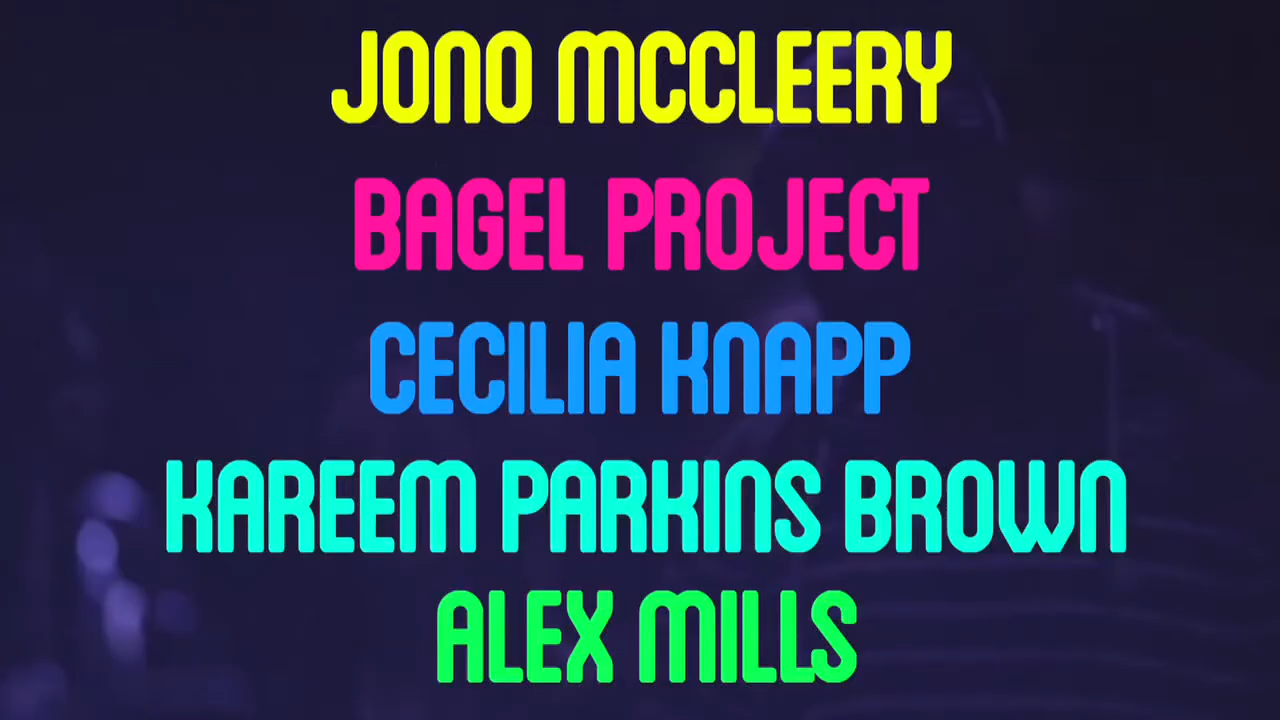 JONO MCCLEERY
BAGEL PROJECT
CECILIA KNAPP
KAREEM PARKINS BROWN
ALEX MILLS